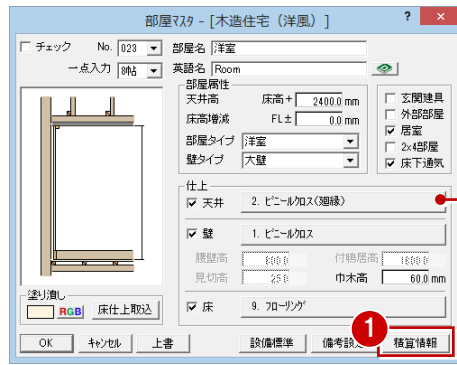 部屋ﾏｽﾀ - [木造住宅（洋風）] ? ×
チェック No. 023 部屋名 洋室
一点入力 8帖 英語名 Room
部屋属性
天井高 床高+ 2400.0 mm
床高増減 FL± 0.0 mm
部屋タイプ 洋室
壁タイプ 大壁
玄関建具
外部部屋
居室
2x4部屋
床下通気
仕上
天井 2. ﾋﾞﾆｰﾙｸﾛｽ(廻縁)
壁 1. ﾋﾞﾆｰﾙｸﾛｽ
腰壁高 800.0 付鴨居高 1800.0
見切高 25.0 巾木高 60.0 mm
床 9. ﾌﾛｰﾘﾝｸﾞ
塗り潰し
RGB 床仕上取込
1
OK ｷｬﾝｾﾙ 上書 設備標準 備考設定 積算情報